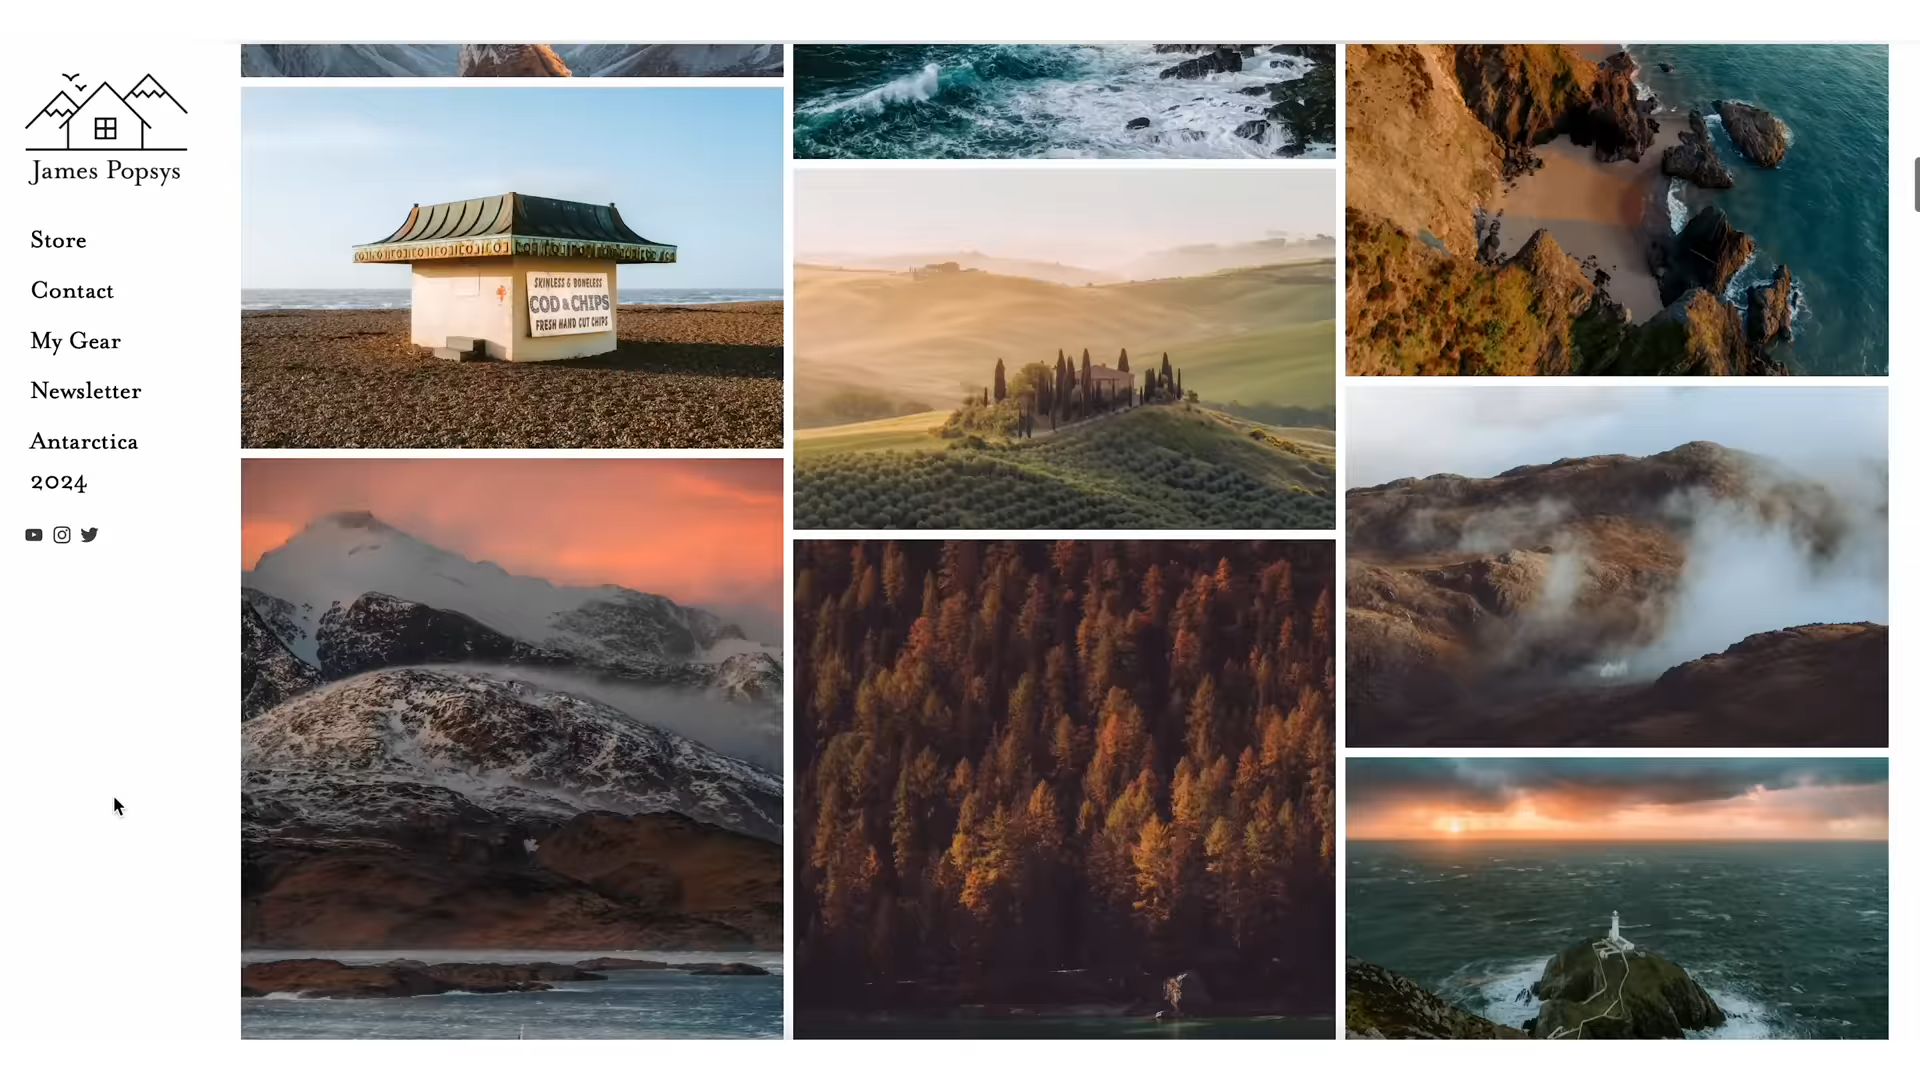 James Popsys
Store
Contact
My Gear
Newsletter
Antarctica
2024
SKINLESS & BONELESS
COD & CHIPS
FRESH HAND CUT CHIPS